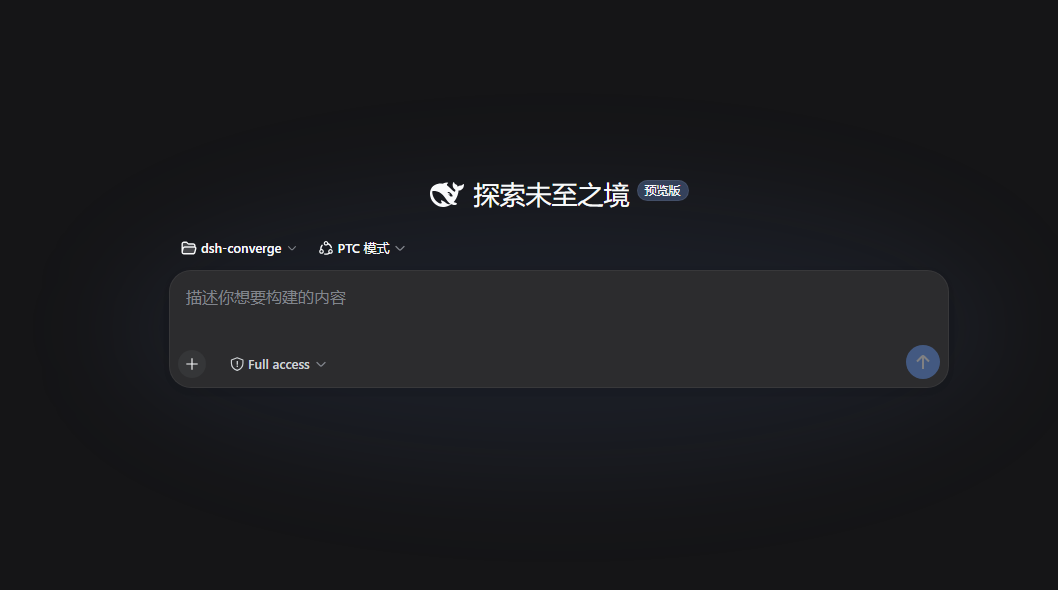 探索未至之境 预览版
dsh-converge PTC 模式
描述你想要构建的内容
Full access